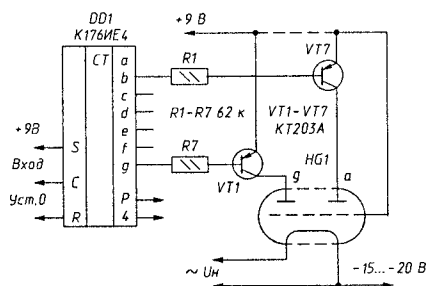 DD1
К176ИЕ4
СТ
a
b
c
d
e
f
g
P
4
S
C
R
+9В
Вход
Уст.0
+9 В
R1
R1-R7 62 к
R7
VT7
VT1-VT7
КТ203А
VT1
HG1
g
a
~ Uн
-15...-20 В